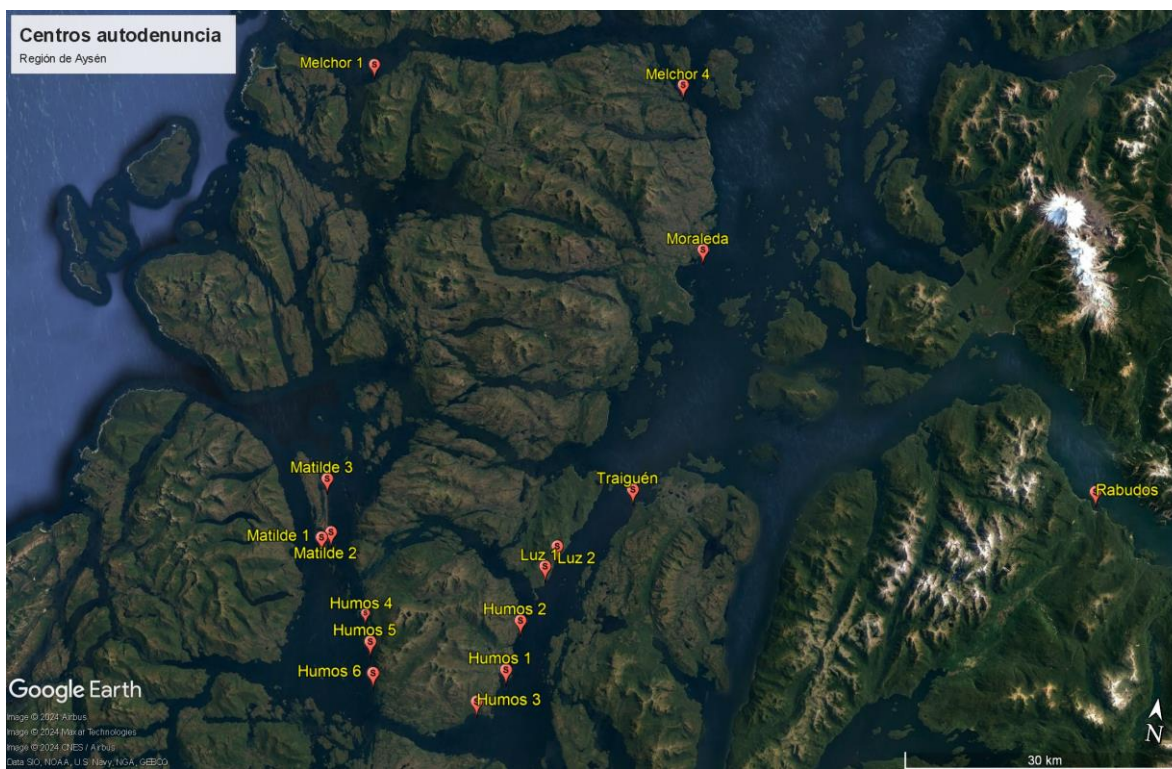 Centros autodenuncia
Región de Aysén
Melchor 1
Melchor 4
Moraleda
Matilde 3
Traiguén
Rabudos
Matilde 1
Matilde 2
Luz 1
Luz 2
Humos 4
Humos 2
Humos 5
Humos 1
Humos 6
Humos 3
Google Earth
Image © 2024 Airbus
Image © 2024 Maxar Technologies
Image © 2024 CNES / Airbus
Data SIO, NOAA, U.S. Navy, NGA, GEBCO
N
30 km